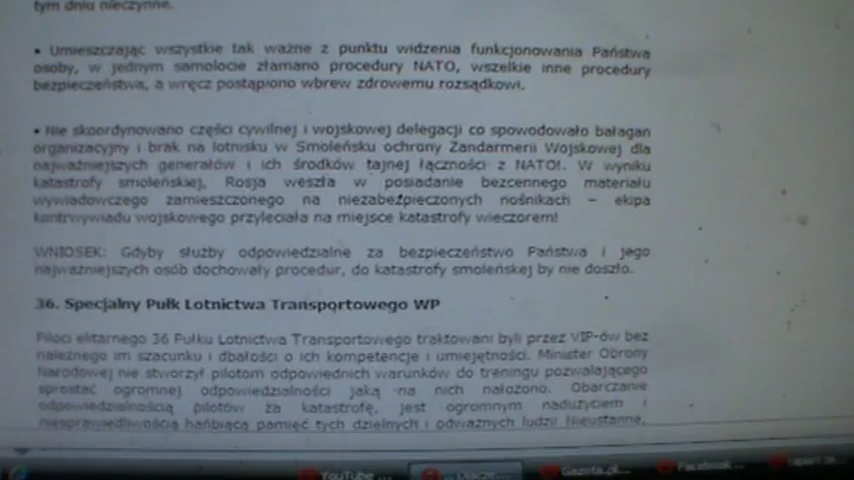 tym dniu nieczynne.
• Umieszczając wszystkie tak ważne z punktu widzenia funkcjonowania Państwa
osoby, w jednym samolocie złamano procedury NATO, wszelkie inne procedury
bezpieczeństwa, a wręcz postąpiono wbrew zdrowemu rozsądkowi.
• Nie skoordynowano części cywilnej i wojskowej delegacji co spowodowało bałagan
organizacyjny i brak na lotnisku w Smoleńsku ochrony Żandarmerii Wojskowej dla
najważniejszych generałów i ich środków tajnej łączności z NATO!. W wyniku
katastrofy smoleńskiej, Rosja weszła w posiadanie bezcennego materiału
wywiadowczego zamieszczonego na niezabezpieczonych nośnikach – ekipa
kontrwywiadu wojskowego przyleciała na miejsce katastrofy wieczorem!
WNIOSEK: Gdyby służby odpowiedzialne za bezpieczeństwo Państwa i jego
najważniejszych osób dochowały procedur, do katastrofy smoleńskej by nie doszło.
36. Specjalny Pułk Lotnictwa Transportowego WP
Piloci elitarnego 36 Pułku Lotnictwa Transportowego traktowani byli przez VIP-ów bez
należnego im szacunku i dbałości o ich kompetencje i umiejętności. Minister Obrony
Narodowej nie stworzył pilotom odpowiednich warunków do treningu pozwalającego
sprostać ogromnej odpowiedzialności jaką na nich nałożono. Obarczanie
odpowiedzialnością pilotów za katastrofę, jest ogromnym nadużyciem i
niesprawiedliwością hańbiącą pamięć tych dzielnych i odważnych ludzi! Nieustanne,
YouTube ... .. Dlacze... Gazeta.pl... Facebook ...